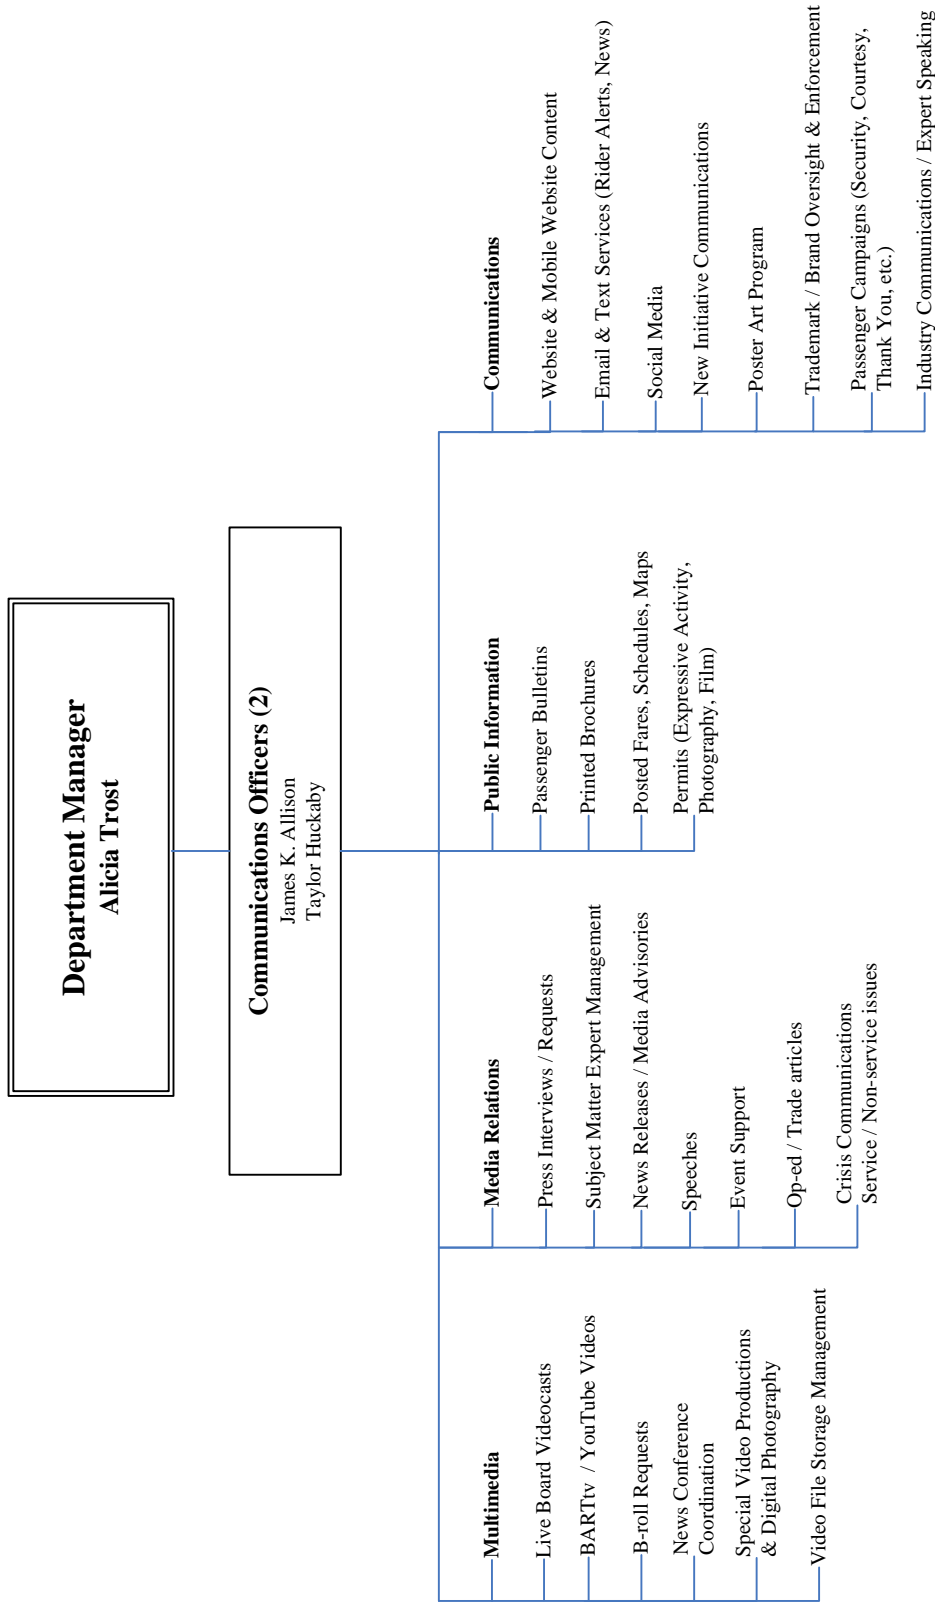 Department Manager
Alicia Trost
Communications Officers (2)
James K. Allison
Taylor Huckaby
Multimedia
Live Board Videocasts
BARTtv / YouTube Videos
B-roll Requests
News Conference
Coordination
Special Video Productions
& Digital Photography
Video File Storage Management
Media Relations
Press Interviews / Requests
Subject Matter Expert Management
News Releases / Media Advisories
Speeches
Event Support
Op-ed / Trade articles
Crisis Communications
Service / Non-service issues
Public Information
Passenger Bulletins
Printed Brochures
Posted Fares, Schedules, Maps
Permits (Expressive Activity,
Photography, Film)
Communications
Website & Mobile Website Content
Email & Text Services (Rider Alerts, News)
Social Media
New Initiative Communications
Poster Art Program
Trademark / Brand Oversight & Enforcement
Passenger Campaigns (Security, Courtesy,
Thank You, etc.)
Industry Communications / Expert Speaking